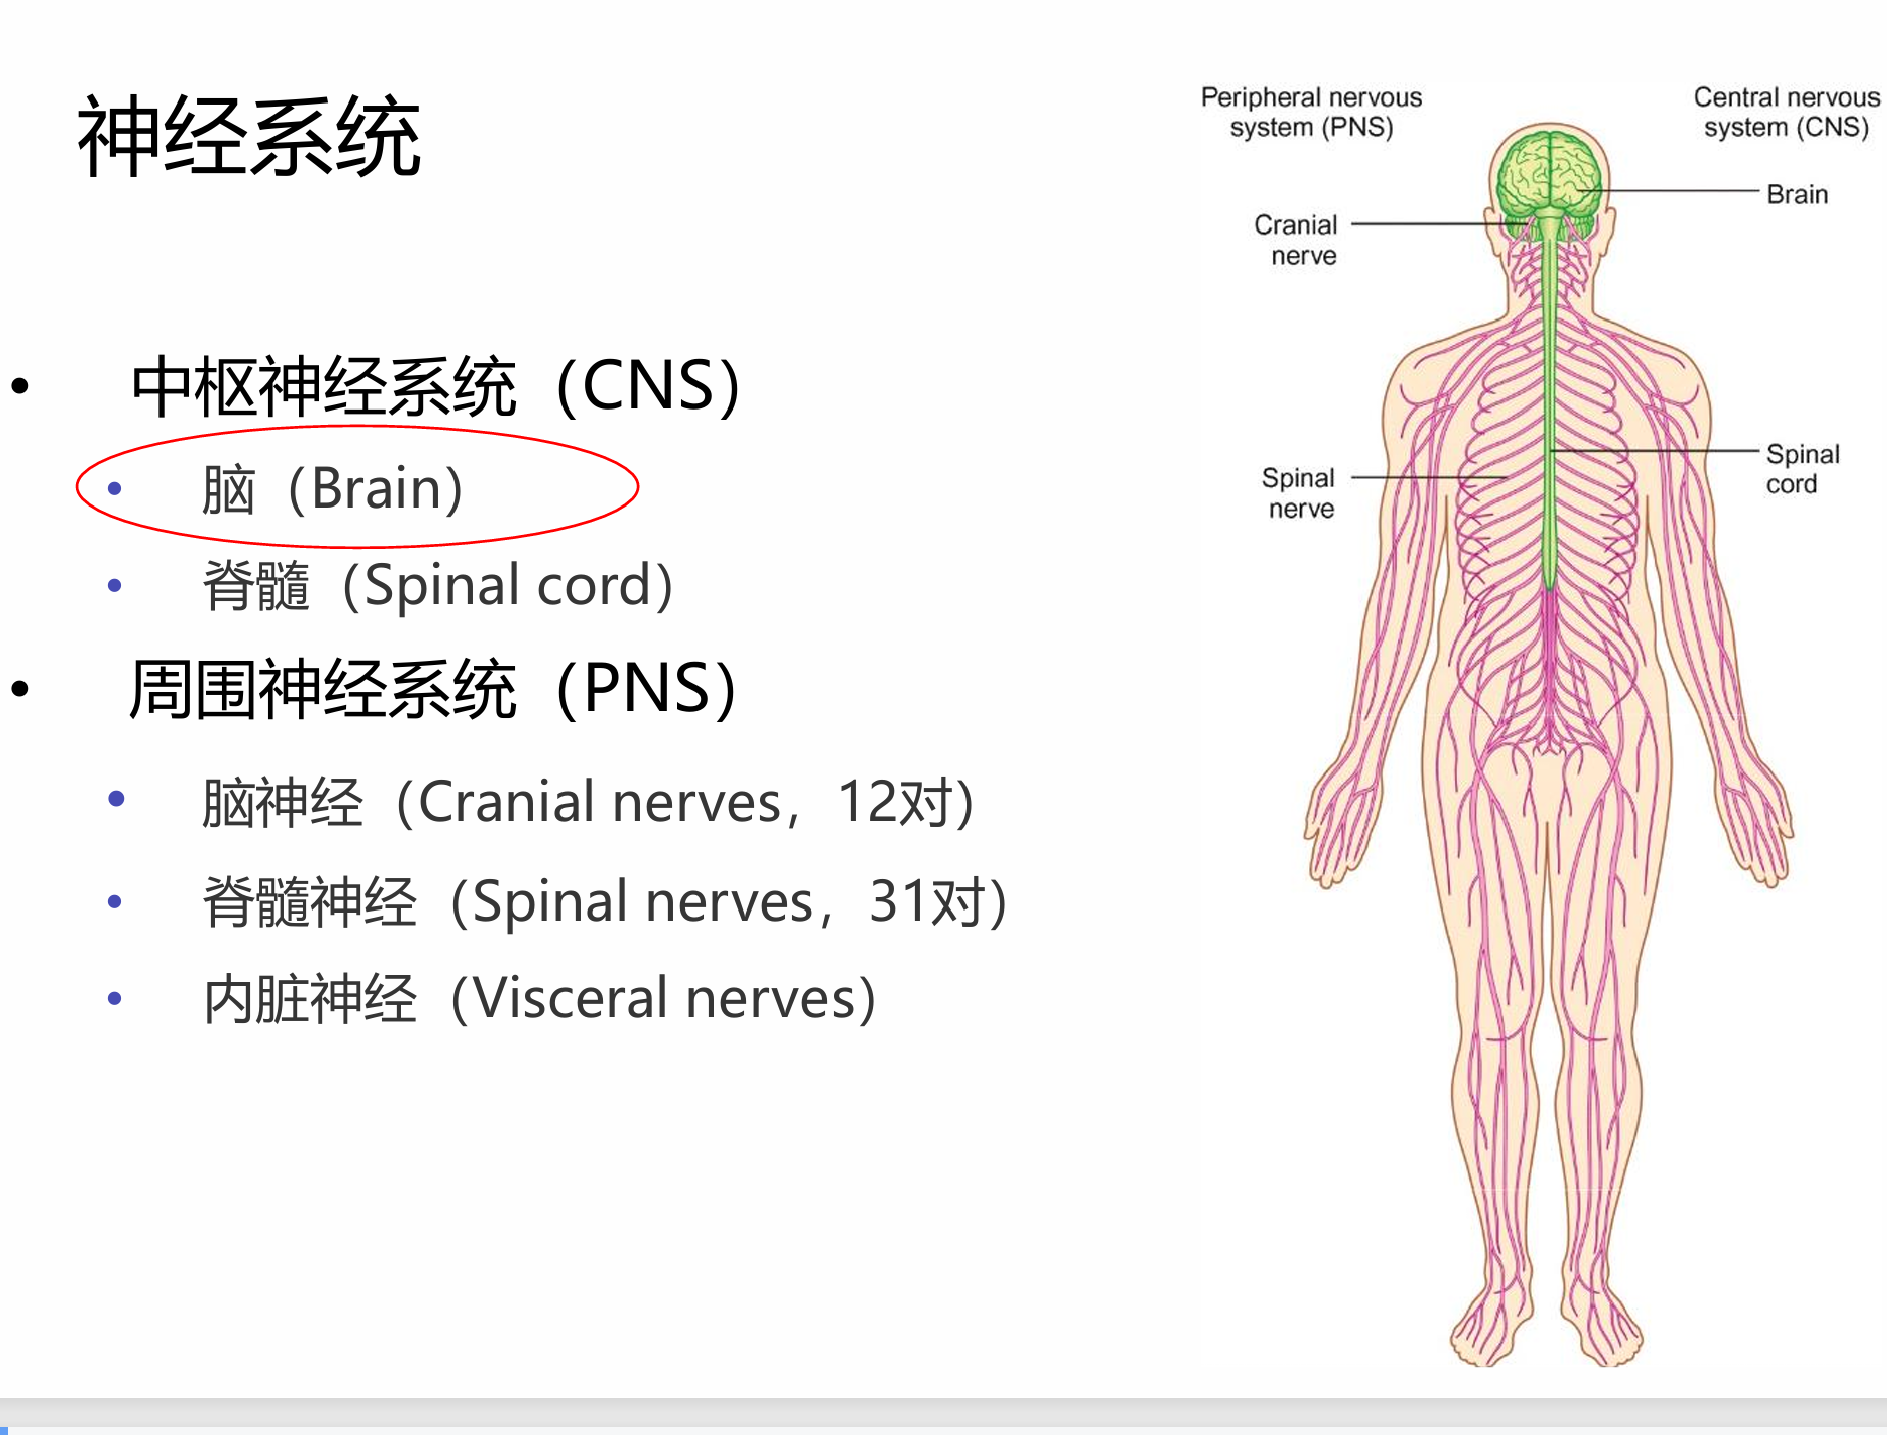 神经系统
• 中枢神经系统（CNS）
• 脑（Brain）
• 脊髓（Spinal cord）
• 周围神经系统（PNS）
• 脑神经（Cranial nerves，12对)
• 脊髓神经（Spinal nerves，31对）
• 内脏神经（Visceral nerves）
Peripheral nervous
system (PNS)
Central nervous
system (CNS)
Brain
Cranial
nerve
Spinal
cord
Spinal
nerve